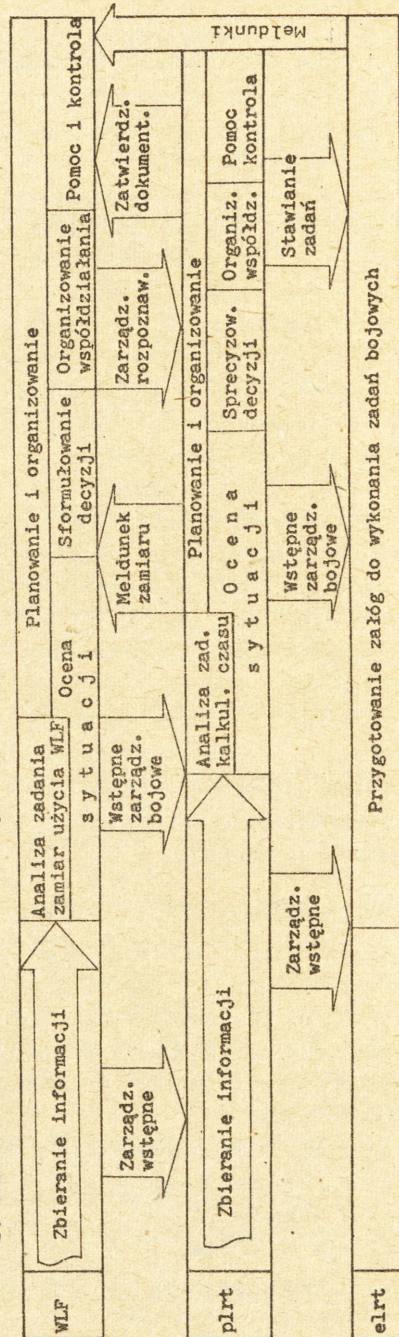 WLF
Zbieranie informacji
Analiza zadania
zamiar użycia WLF
Planowanie i organizowanie
Ocena
sytuacji
Sformułowanie
decyzji
Organizowanie
współdziałania
Pomoc i kontrola
Zarządz.
wstępne
Wstępne
zarządz.
bojowe
Meldunek
zamiaru
Zarządz.
rozpoznaw.
Zatwierdz.
dokument.
Meldunki
plrt
Zbieranie informacji
Analiza zad.
kalkul. czasu
Planowanie i organizowanie
Ocena
sytuacji
Sprecyzow.
decyzji
Organiz.
współdz.
Pomoc
kontrola
Zarządz.
wstępne
Wstępne
zarządz.
bojowe
Stawianie
zadań
elrt
Przygotowanie załóg do wykonania zadań bojowych